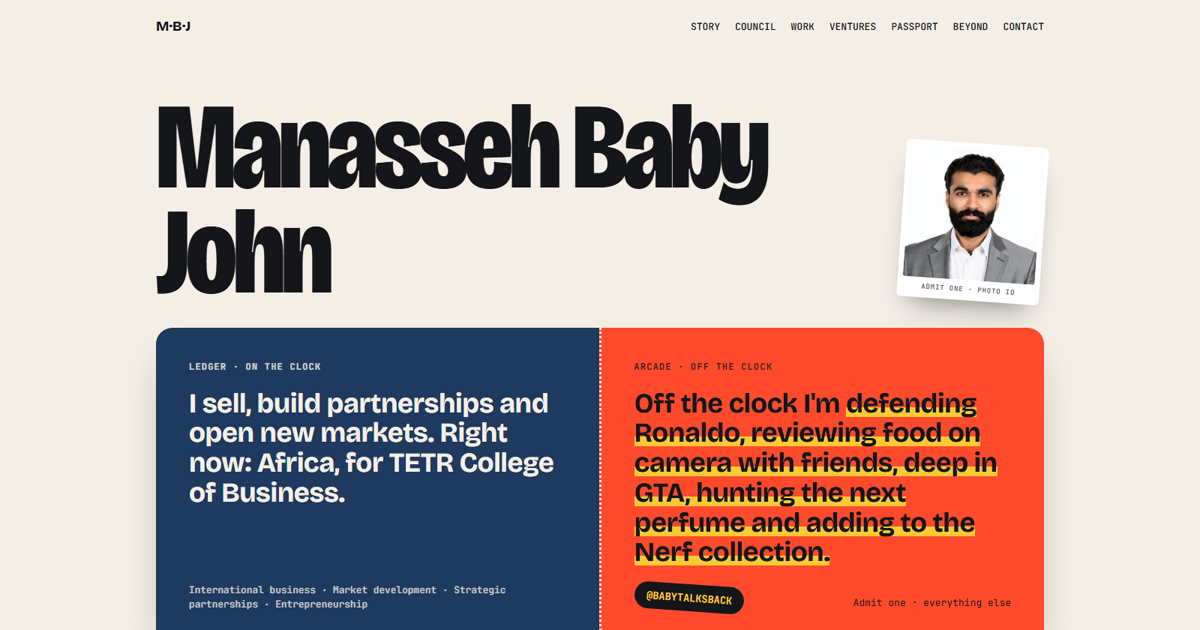 M·B·J
STORY COUNCIL WORK VENTURES PASSPORT BEYOND CONTACT
Manasseh Baby
John
ADMIT ONE · PHOTO ID
LEDGER · ON THE CLOCK
I sell, build partnerships and
open new markets. Right
now: Africa, for TETR College
of Business.
International business · Market development · Strategic
partnerships · Entrepreneurship
ARCADE · OFF THE CLOCK
Off the clock I'm defending
Ronaldo, reviewing food on
camera with friends, deep in
GTA, hunting the next
perfume and adding to the
Nerf collection.
@BABYTALKSBACK
Admit one · everything else